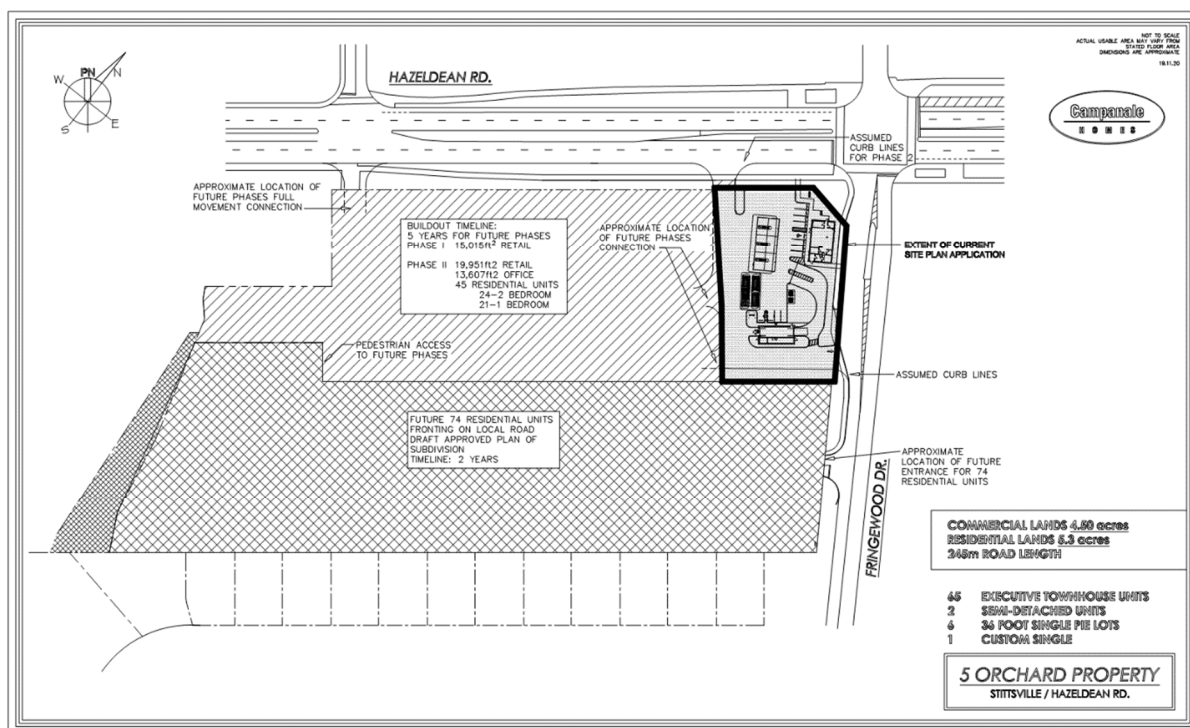 NOT TO SCALE
ACTUAL USABLE AREA MAY VARY FROM
STATED FLOOR AREA
DIMENSIONS ARE APPROXIMATE
19.11.20
W
PN
N
S
E
HAZELDEAN RD.
Campanale
HOMES
ASSUMED
CURB LINES
FOR PHASE 2
APPROXIMATE LOCATION OF
FUTURE PHASES FULL
MOVEMENT CONNECTION
BUILDOUT TIMELINE:
5 YEARS FOR FUTURE PHASES
PHASE I 15,015ft² RETAIL
PHASE II 19,951ft2 RETAIL
13,607ft2 OFFICE
45 RESIDENTIAL UNITS
24-2 BEDROOM
21-1 BEDROOM
APPROXIMATE LOCATION
OF FUTURE PHASES
CONNECTION
EXTENT OF CURRENT
SITE PLAN APPLICATION
PEDESTRIAN ACCESS
TO FUTURE PHASES
ASSUMED CURB LINES
FUTURE 74 RESIDENTIAL UNITS
FRONTING ON LOCAL ROAD
DRAFT APPROVED PLAN OF
SUBDIVISION
TIMELINE: 2 YEARS
APPROXIMATE
LOCATION OF FUTURE
ENTRANCE FOR 74
RESIDENTIAL UNITS
FRINGEWOOD DR.
COMMERCIAL LANDS 4.50 acres
RESIDENTIAL LANDS 5.3 acres
245m ROAD LENGTH
65 EXECUTIVE TOWNHOUSE UNITS
2 SEMI-DETACHED UNITS
6 36 FOOT SINGLE PIE LOTS
1 CUSTOM SINGLE
5 ORCHARD PROPERTY
STITTSVILLE / HAZELDEAN RD.